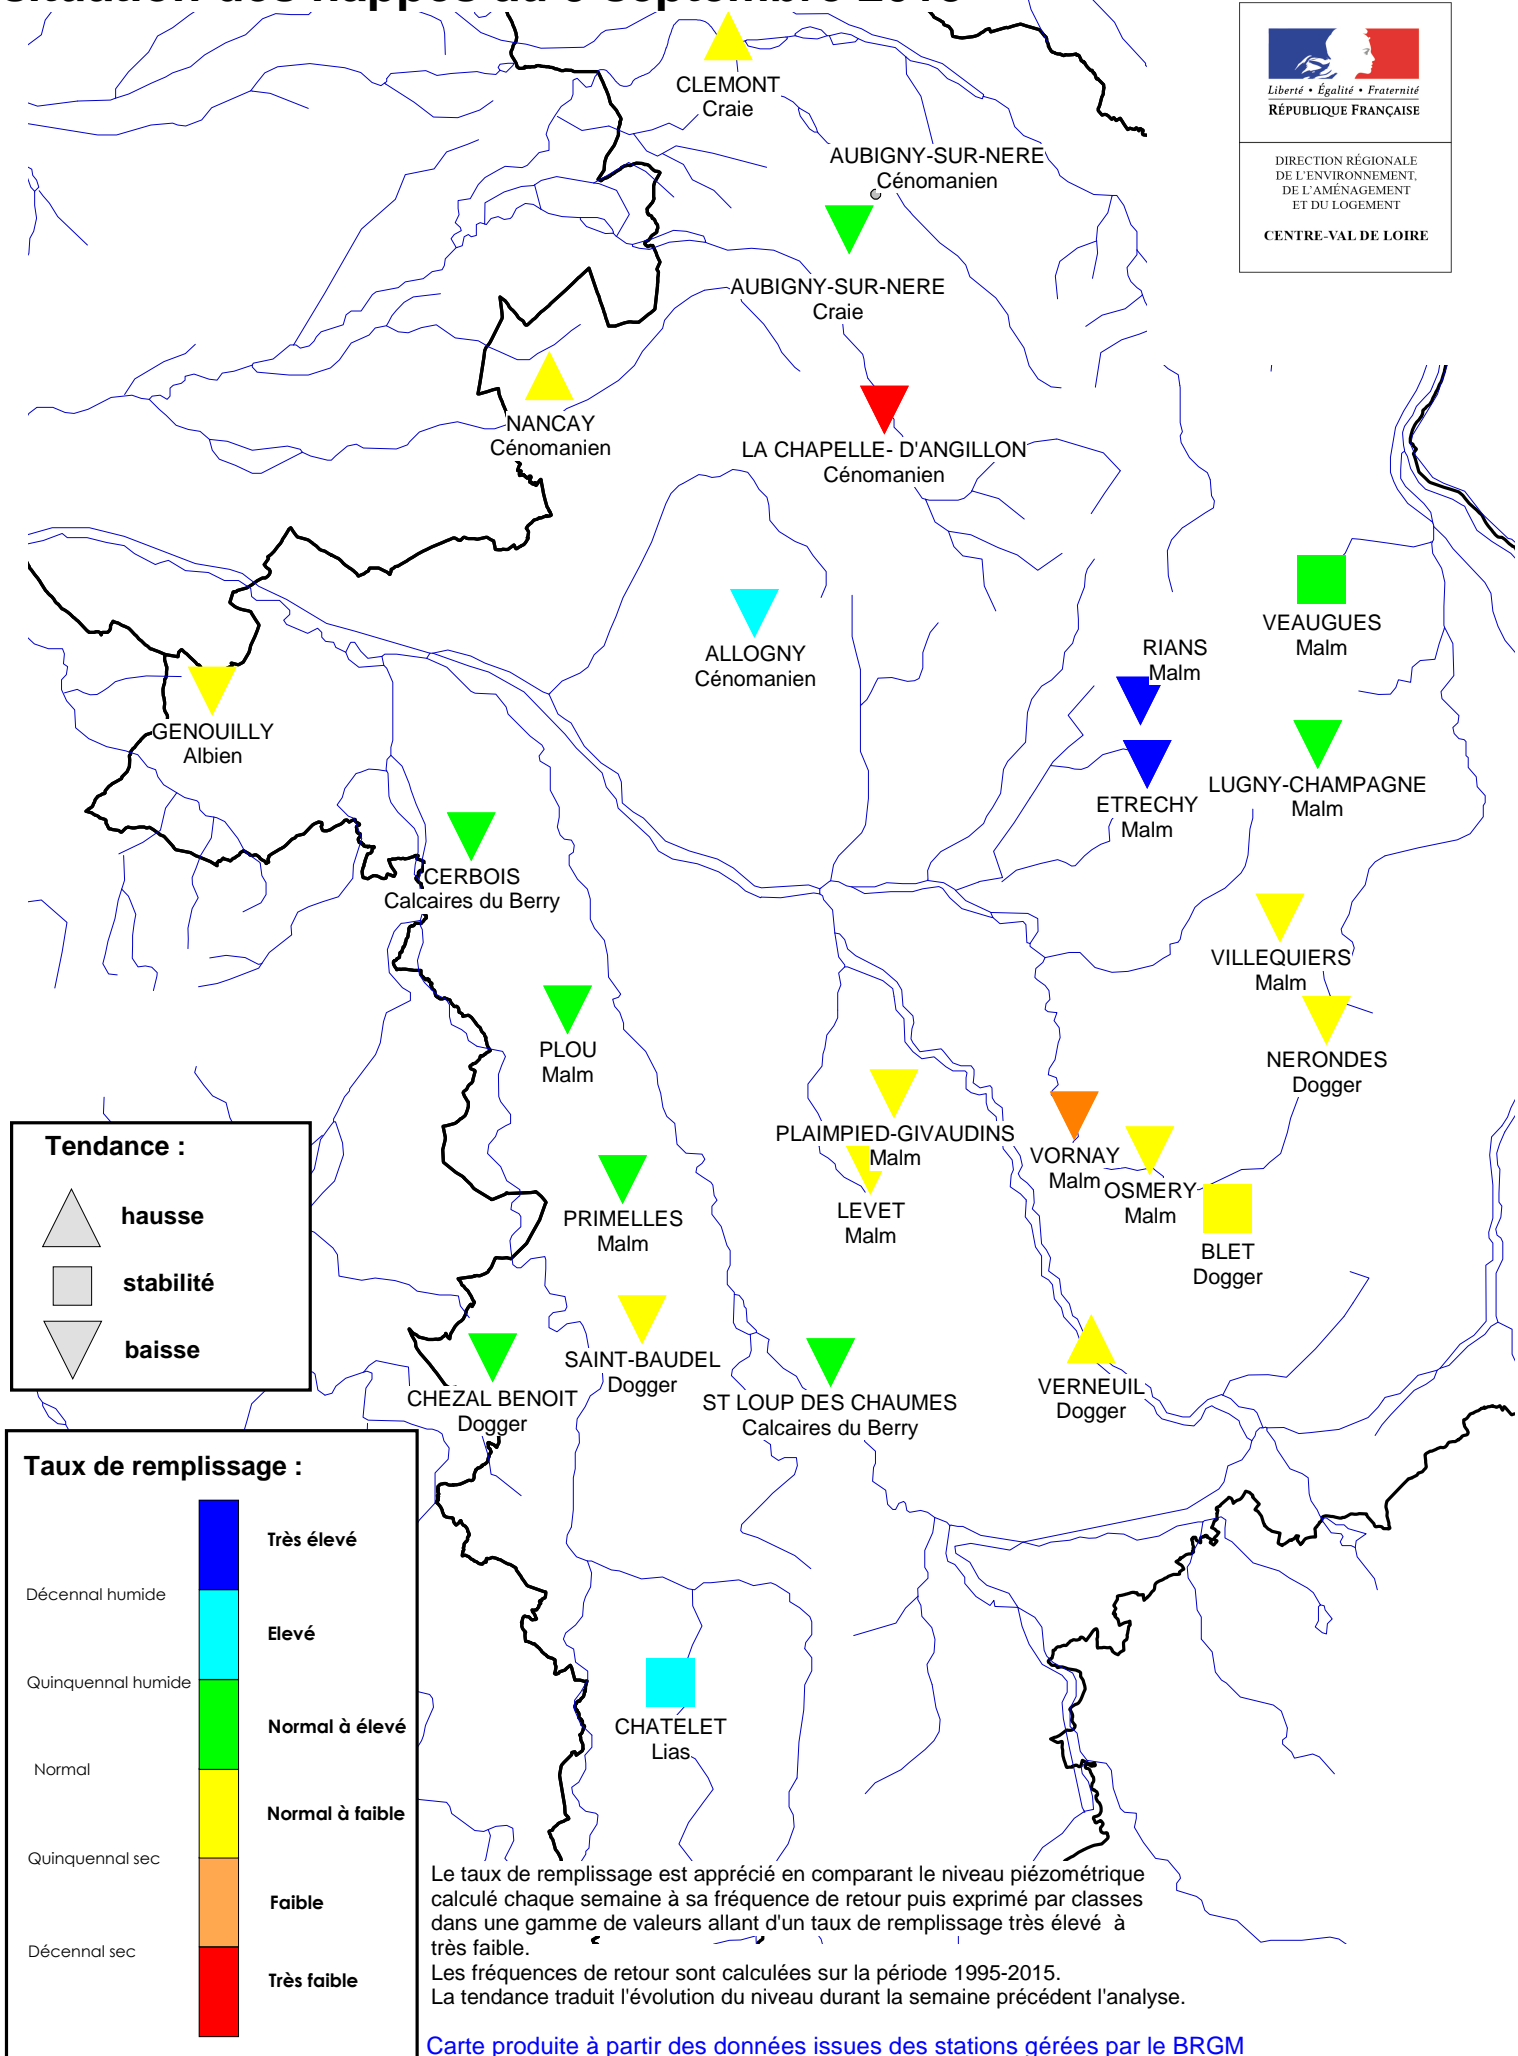 situation des nappes au 6 septembre 2016
Liberté • Égalité • Fraternité
RÉPUBLIQUE FRANÇAISE
DIRECTION RÉGIONALE
DE L'ENVIRONNEMENT,
DE L'AMÉNAGEMENT
ET DU LOGEMENT
CENTRE-VAL DE LOIRE
CLEMONT
Craie
AUBIGNY-SUR-NERE
Cénomanien
AUBIGNY-SUR-NERE
Craie
NANCAY
Cénomanien
LA CHAPELLE- D'ANGILLON
Cénomanien
VEAUGUES
Malm
ALLOGNY
Cénomanien
RIANS
Malm
GENOUILLY
Albien
LUGNY-CHAMPAGNE
Malm
ETRECHY
Malm
CERBOIS
Calcaires du Berry
VILLEQUIERS
Malm
PLOU
Malm
NERONDES
Dogger
PLAIMPIED-GIVAUDINS
Malm
VORNAY
Malm
OSMERY
Malm
LEVET
Malm
PRIMELLES
Malm
BLET
Dogger
SAINT-BAUDEL
Dogger
CHEZAL BENOIT
Dogger
ST LOUP DES CHAUMES
Calcaires du Berry
VERNEUIL
Dogger
CHATELET
Lias
Tendance :
hausse
stabilité
baisse
Taux de remplissage :
Très élevé
Décennal humide
Elevé
Quinquennal humide
Normal à élevé
Normal
Normal à faible
Quinquennal sec
Faible
Décennal sec
Très faible
Le taux de remplissage est apprécié en comparant le niveau piézométrique
calculé chaque semaine à sa fréquence de retour puis exprimé par classes
dans une gamme de valeurs allant d'un taux de remplissage très élevé à
très faible.
Les fréquences de retour sont calculées sur la période 1995-2015.
La tendance traduit l'évolution du niveau durant la semaine précédent l'analyse.
Carte produite à partir des données issues des stations gérées par le BRGM